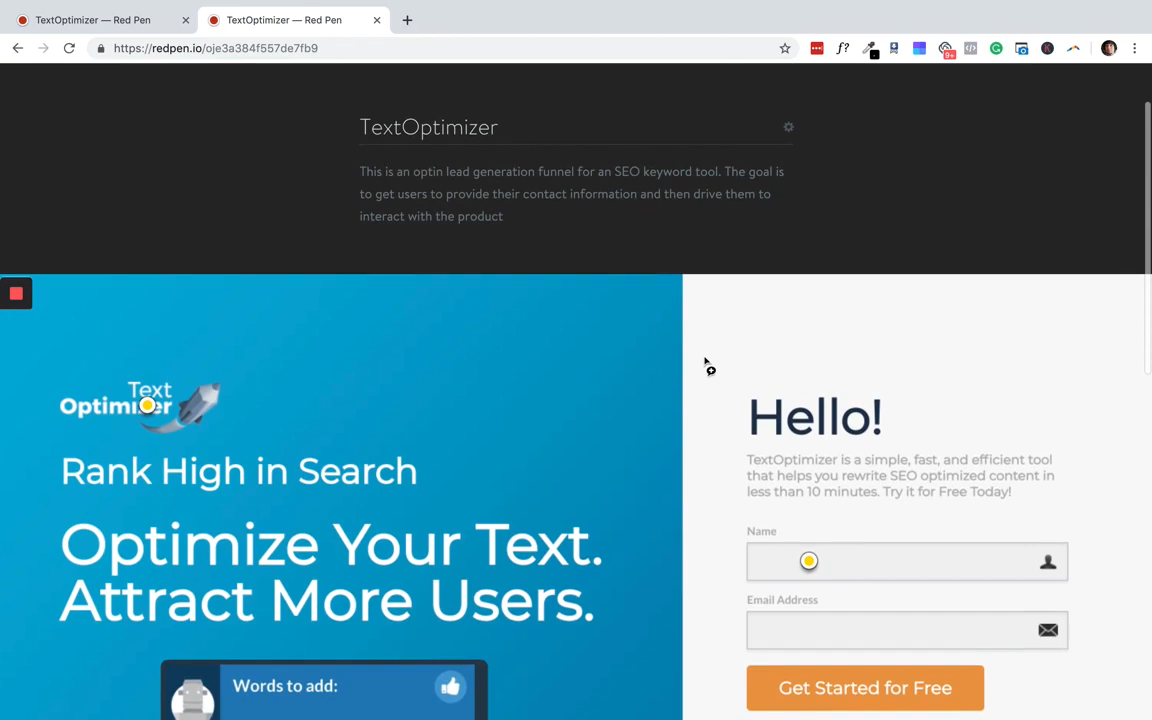 TextOptimizer — Red Pen
TextOptimizer — Red Pen
https://redpen.io/oje3a384f557de7fb9
f?
9+
K
TextOptimizer
This is an optin lead generation funnel for an SEO keyword tool. The goal is
to get users to provide their contact information and then drive them to
interact with the product
Text
Optimizer
Rank High in Search
Optimize Your Text.
Attract More Users.
Words to add:
Hello!
TextOptimizer is a simple, fast, and efficient tool
that helps you rewrite SEO optimized content in
less than 10 minutes. Try it for Free Today!
Name
Email Address
Get Started for Free